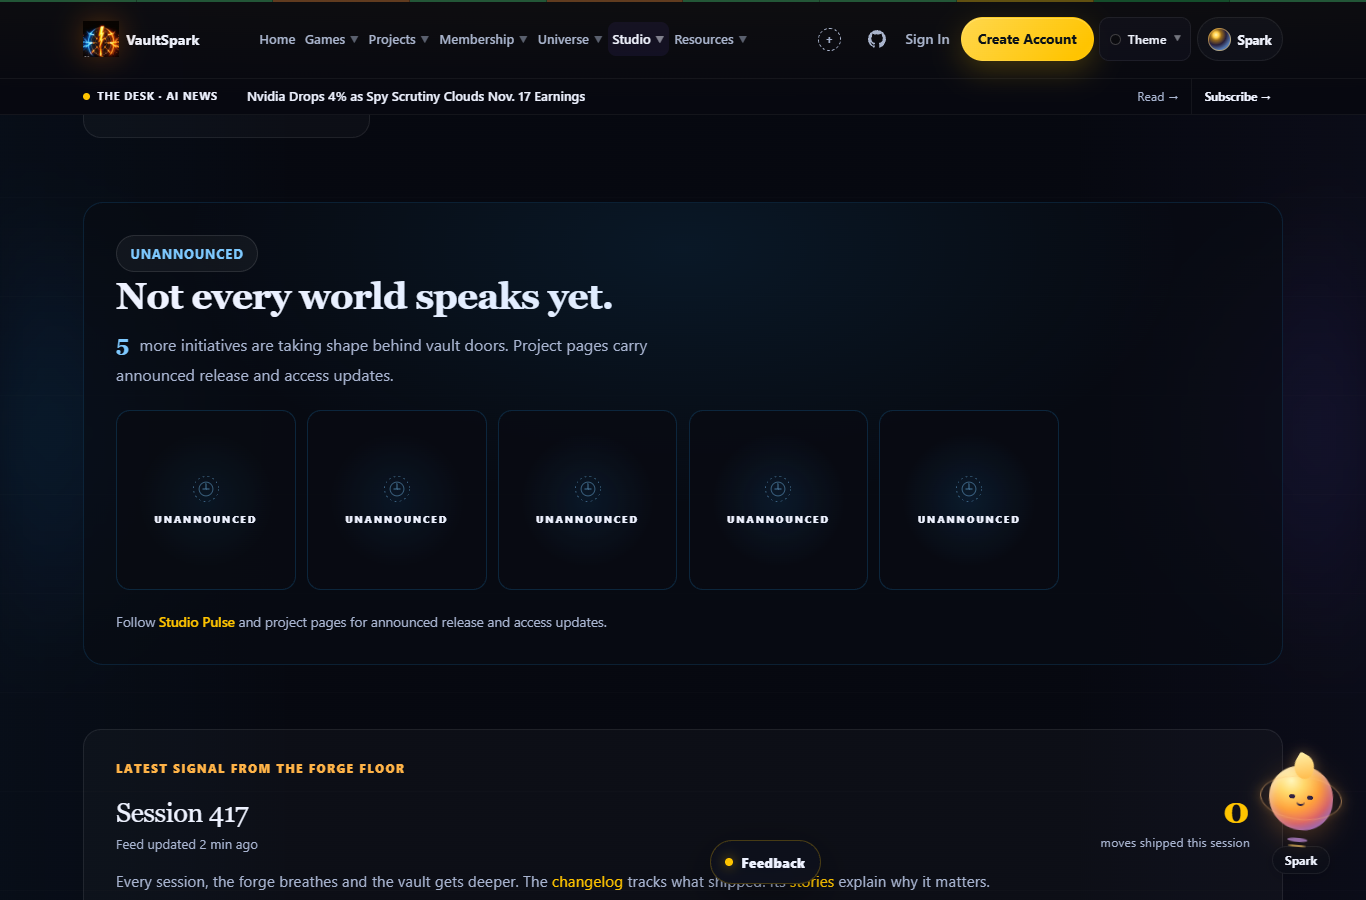 VaultSpark
Home Games Projects Membership Universe Studio Resources
Sign In
Create Account
Theme
Spark
THE DESK · AI NEWS Nvidia Drops 4% as Spy Scrutiny Clouds Nov. 17 Earnings Read → Subscribe →
UNANNOUNCED
Not every world speaks yet.
5 more initiatives are taking shape behind vault doors. Project pages carry
announced release and access updates.
UNANNOUNCED UNANNOUNCED UNANNOUNCED UNANNOUNCED UNANNOUNCED
Follow Studio Pulse and project pages for announced release and access updates.
LATEST SIGNAL FROM THE FORGE FLOOR
Session 417
Feed updated 2 min ago
0
moves shipped this session
Every session, the forge breathes and the vault gets deeper. The changelog tracks what shipped. Its stories explain why it matters.
Feedback
Spark